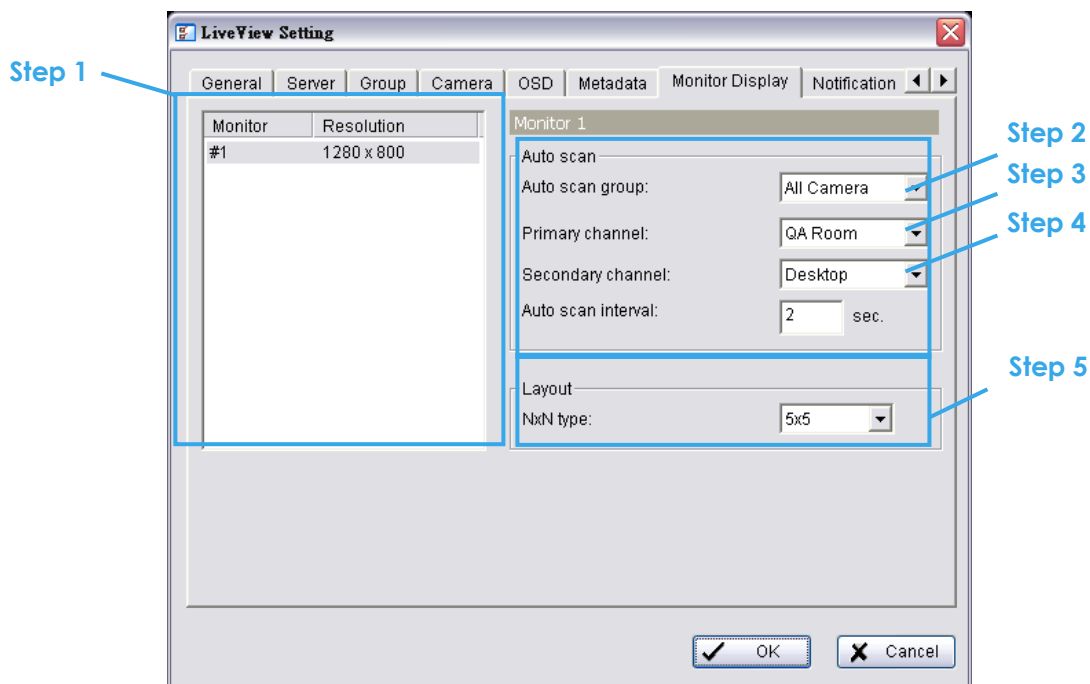 LiveView Setting
Step 1
General Server Group Camera OSD Metadata Monitor Display Notification
Monitor Resolution
#1 1280 x 800
Monitor 1
Auto scan
Step 2
Auto scan group: All Camera
Step 3
Primary channel: QA Room
Step 4
Secondary channel: Desktop
Auto scan interval: 2 sec.
Step 5
Layout
NxN type: 5x5
OK Cancel